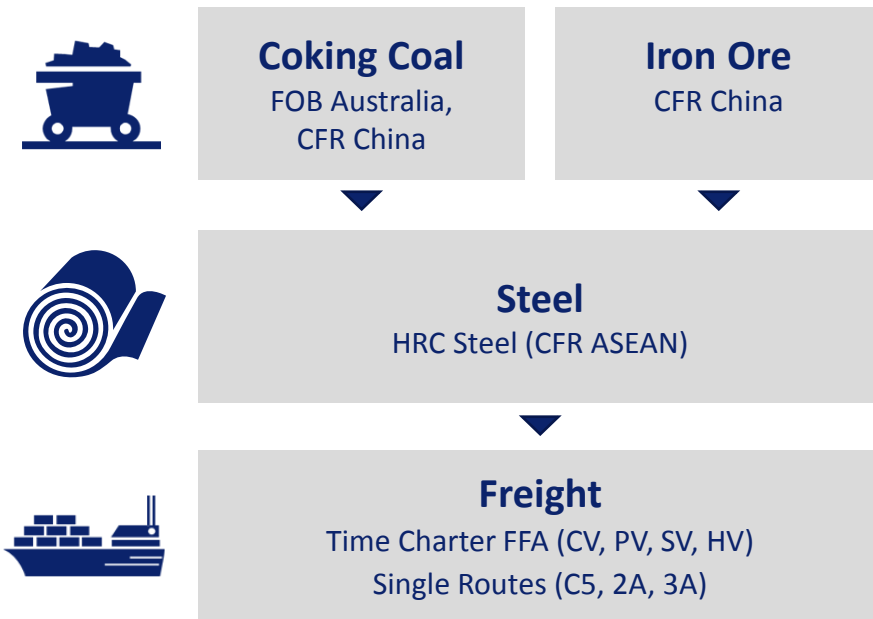 Coking Coal
FOB Australia,
CFR China
Iron Ore
CFR China
Steel
HRC Steel (CFR ASEAN)
Freight
Time Charter FFA (CV, PV, SV, HV)
Single Routes (C5, 2A, 3A)